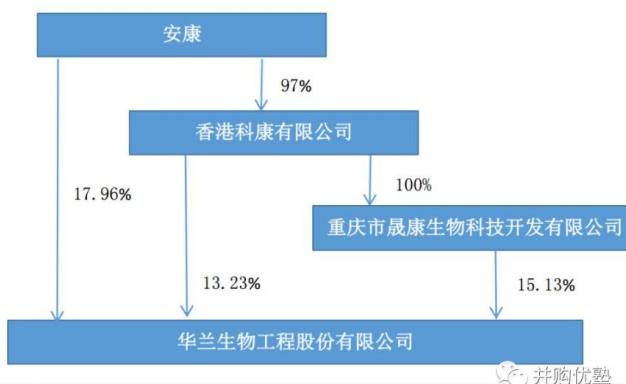 安康
97%
香港科康有限公司
17.96%
100%
重庆市晟康生物科技开发有限公司
13.23%
15.13%
华兰生物工程股份有限公司
并购优塾